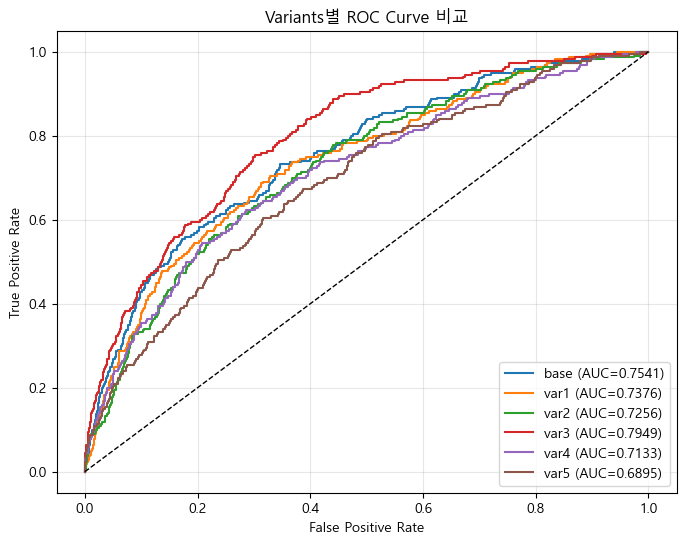 Variants별 ROC Curve 비교
True Positive Rate
1.0
0.8
0.6
0.4
0.2
0.0
base (AUC=0.7541)
var1 (AUC=0.7376)
var2 (AUC=0.7256)
var3 (AUC=0.7949)
var4 (AUC=0.7133)
var5 (AUC=0.6895)
0.0 0.2 0.4 0.6 0.8 1.0
False Positive Rate